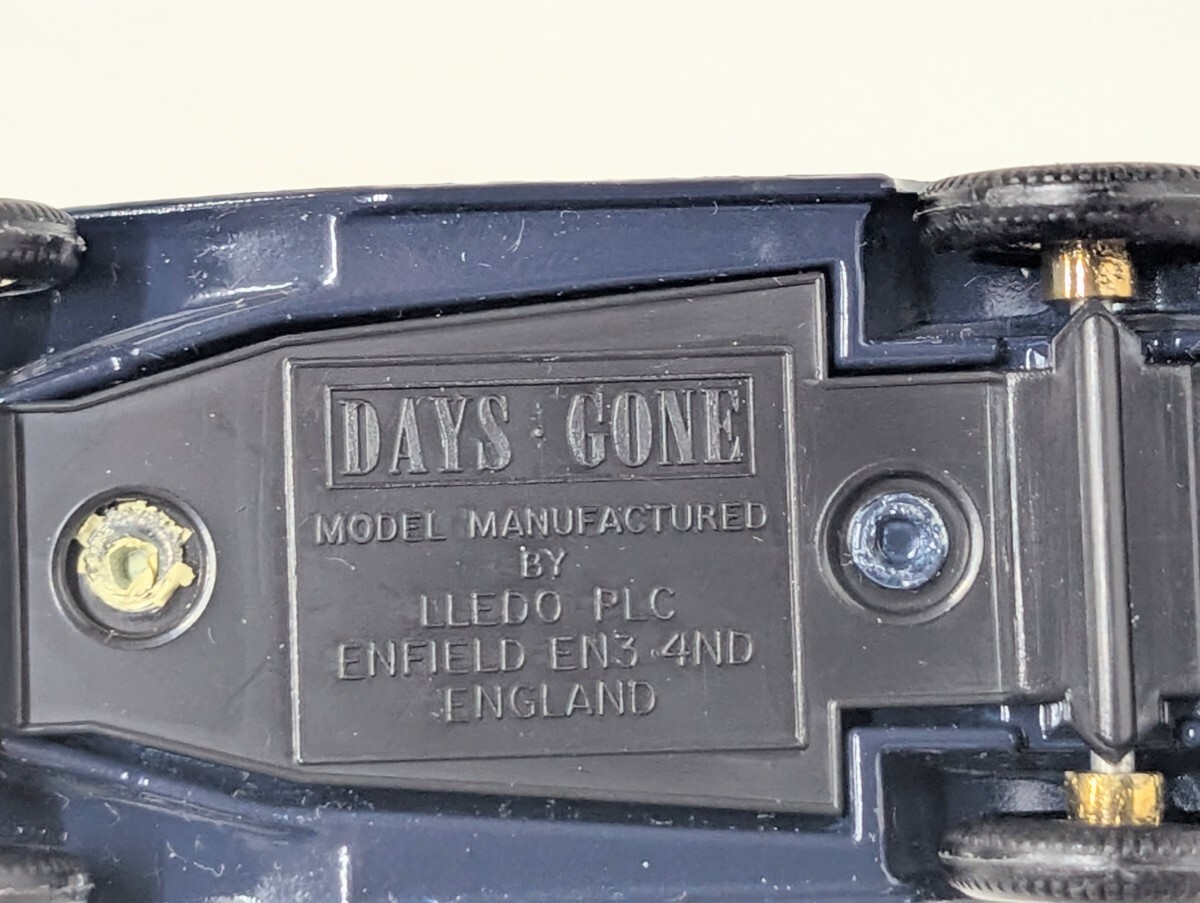 DAYS GONE
MODEL MANUFACTURED
BY
LLEDO PLC
ENFIELD EN3 4ND
ENGLAND